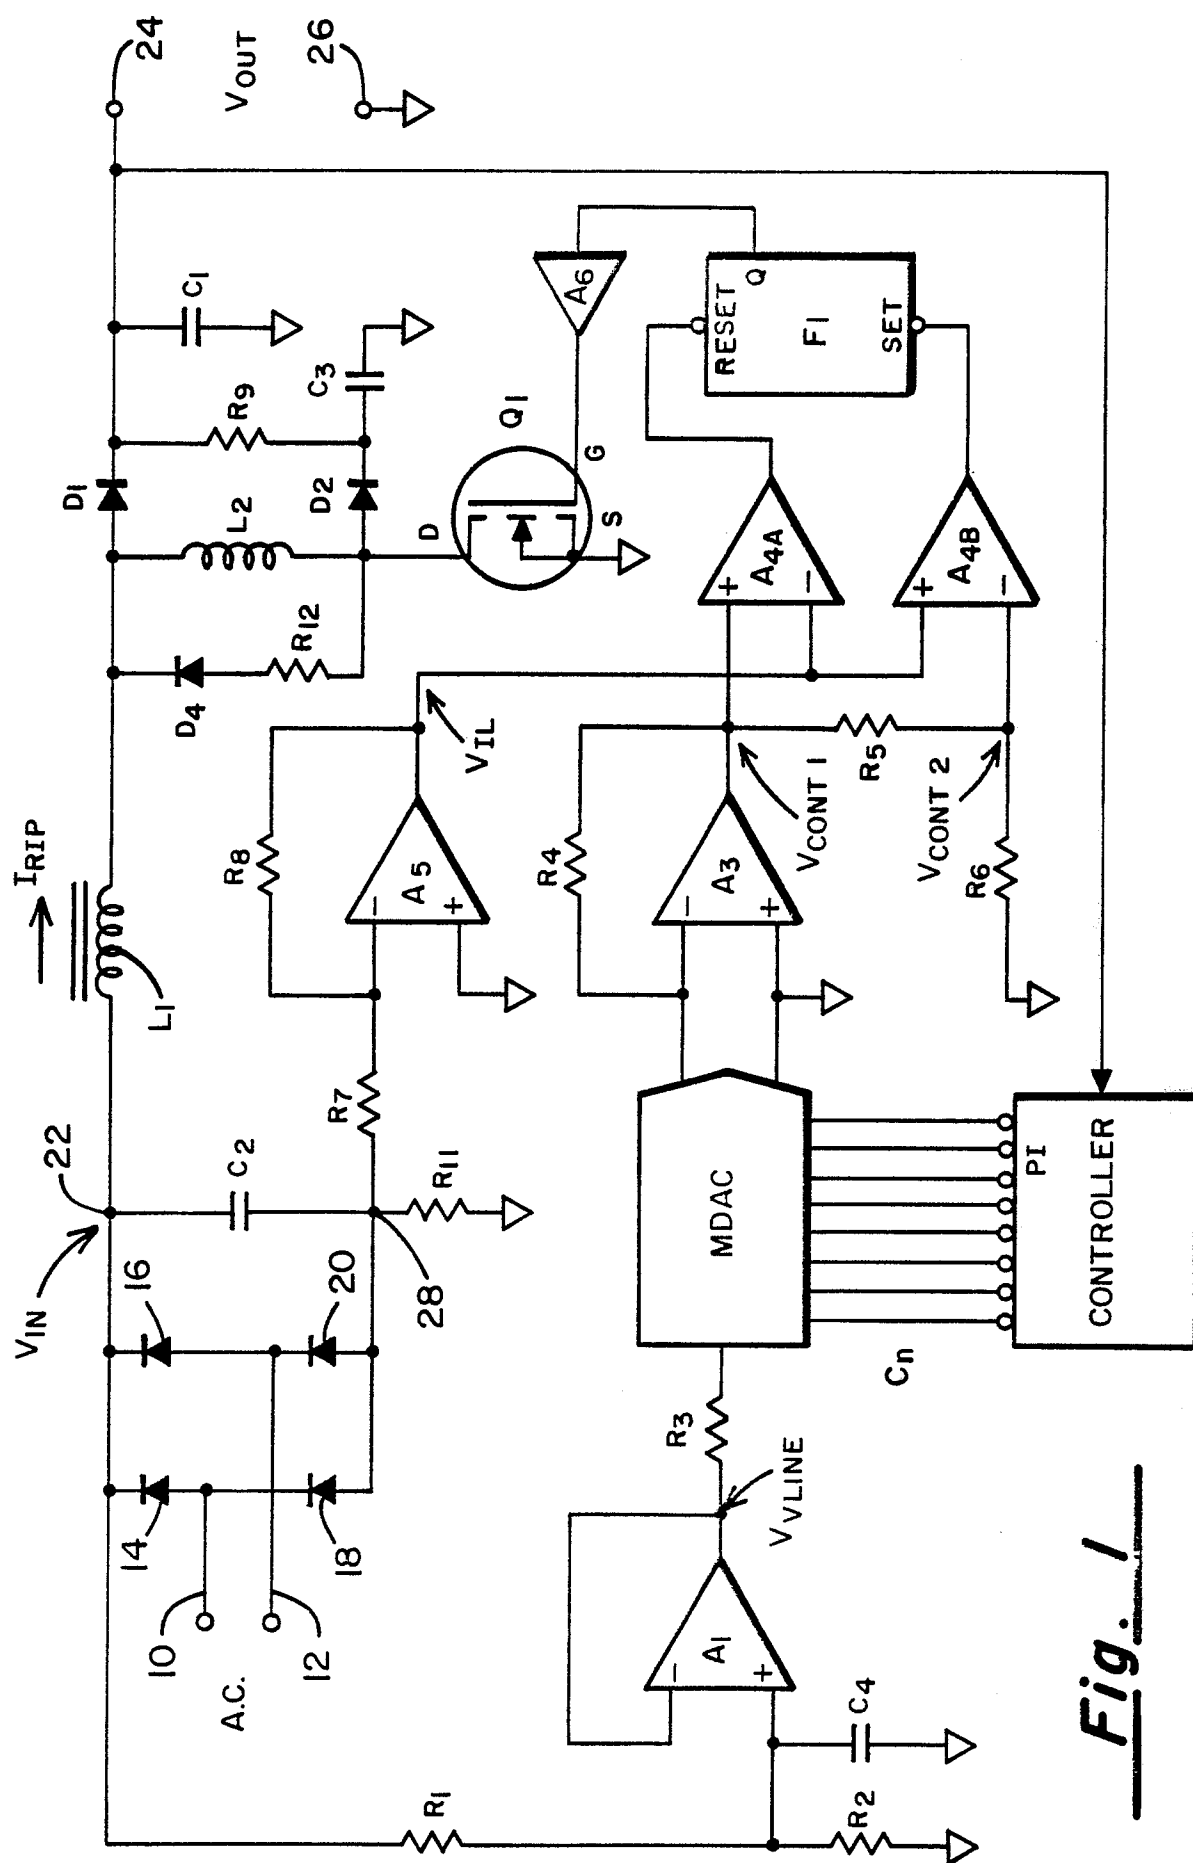 24
VOUT
26
IRIP
L1
D1
C1
L2
R9
C3
D2
D4
R12
Q1
D
G
S
A6
VIN
22
C2
16
14
20
18
10
12
A.C.
28
R11
R7
R8
A5
-
+
VIL
RESET
Q
F1
SET
A4A
+
-
A4B
+
-
R4
A3
-
+
VCONT 1
R5
VCONT 2
R6
MDAC
Cn
PI
CONTROLLER
R3
VVLINE
A1
-
+
R1
R2
C4
Fig. 1